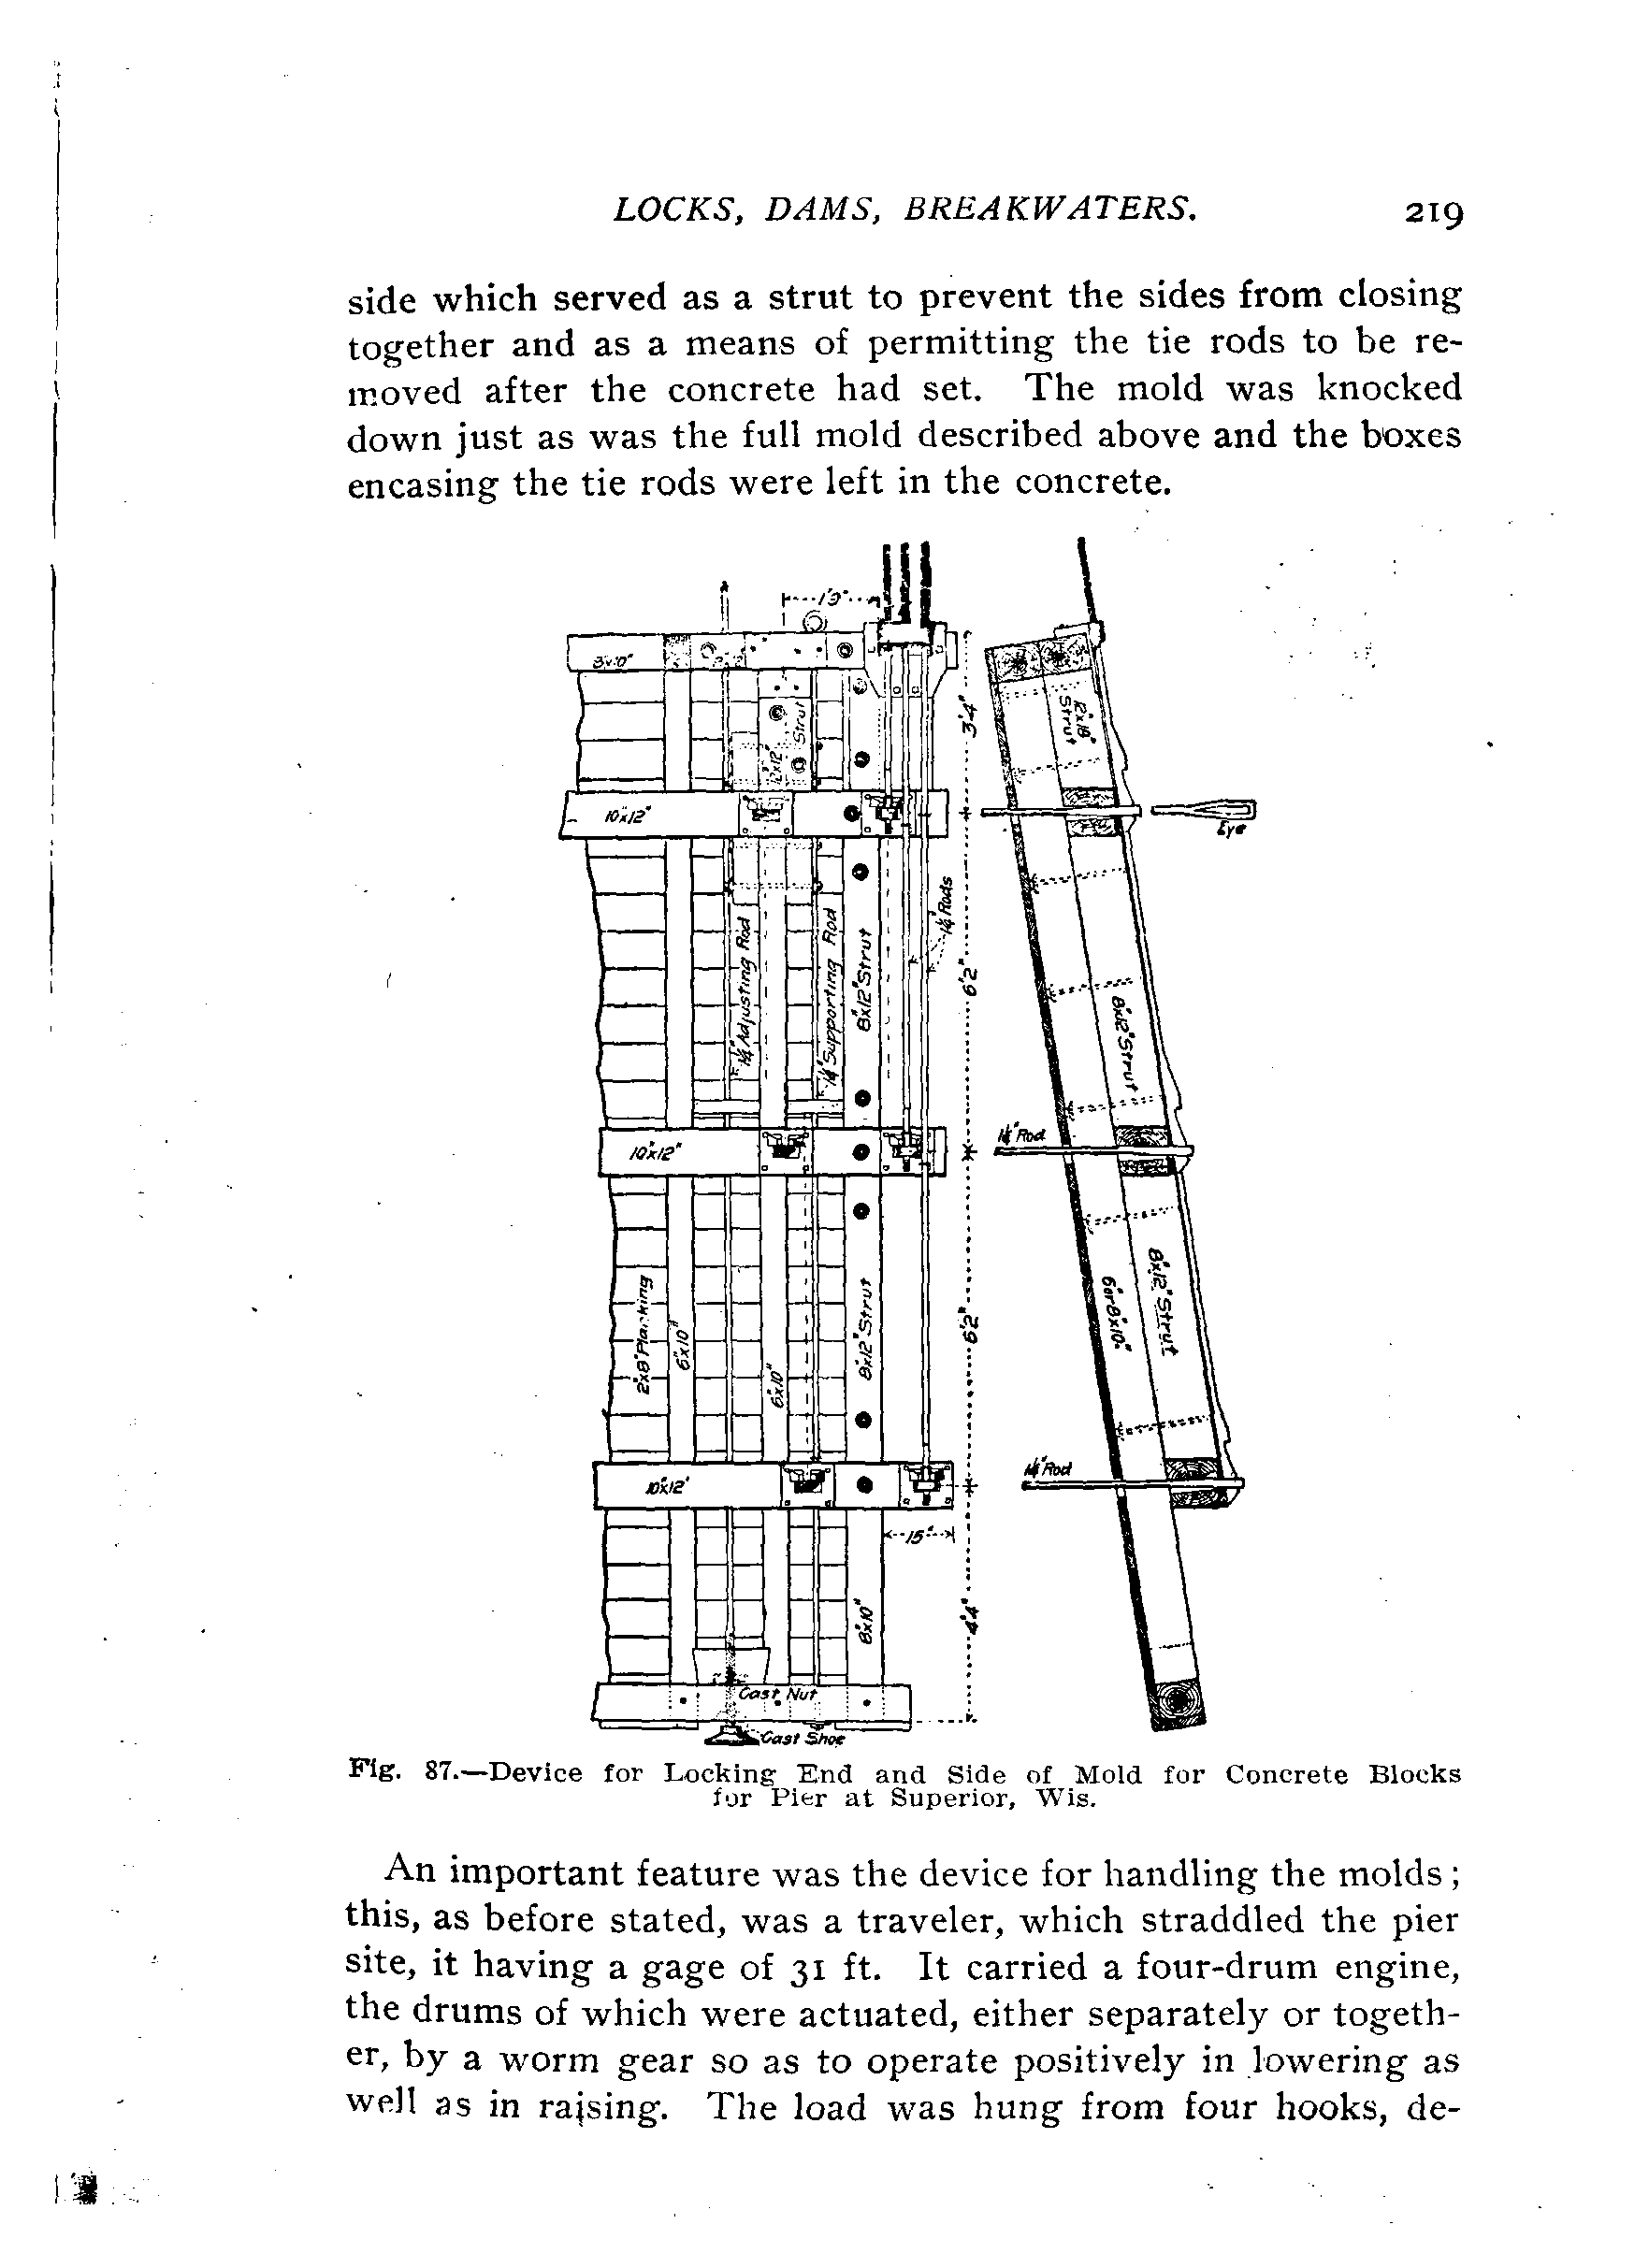 LOCKS, DAMS, BREAKWATERS. 219
side which served as a strut to prevent the sides from closing
together and as a means of permitting the tie rods to be re-
moved after the concrete had set. The mold was knocked
down just as was the full mold described above and the boxes
encasing the tie rods were left in the concrete.
1'9"
12"x12" Strut
3'4"
12"x18"
Strut
10"x12"
Eye
1¼" Rods
1¼" Adjusting Rod
1¼" Supporting Rod
8"x12" Strut
6'2"
8"x12" Strut
1¼" Rod
10"x12"
2"x8" Planking
6"x10"
6"x10"
8"x12" Strut
6'2"
6"or8"x10"
8"x12" Strut
1¼" Rod
10"x12"
15"
8"x10"
4'4"
Cast Nut
Cast Shoe
Fig. 87.—Device for Locking End and Side of Mold for Concrete Blocks
for Pier at Superior, Wis.
An important feature was the device for handling the molds;
this, as before stated, was a traveler, which straddled the pier
site, it having a gage of 31 ft. It carried a four-drum engine,
the drums of which were actuated, either separately or togeth-
er, by a worm gear so as to operate positively in lowering as
well as in raising. The load was hung from four hooks, de-